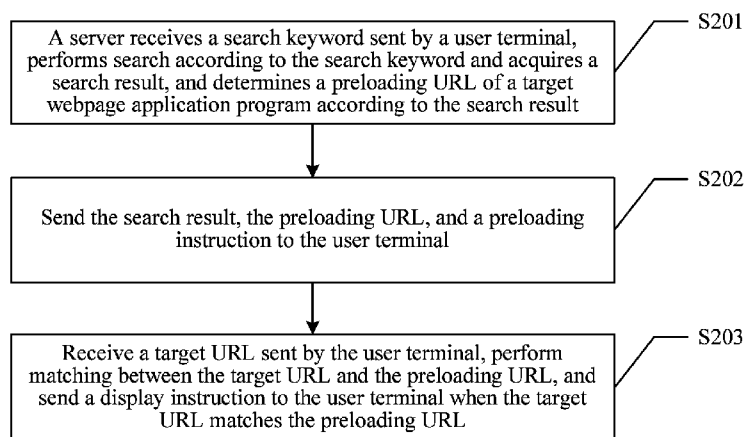 S201
A server receives a search keyword sent by a user terminal,
performs search according to the search keyword and acquires a
search result, and determines a preloading URL of a target
webpage application program according to the search result
S202
Send the search result, the preloading URL, and a preloading
instruction to the user terminal
S203
Receive a target URL sent by the user terminal, perform
matching between the target URL and the preloading URL, and
send a display instruction to the user terminal when the target
URL matches the preloading URL